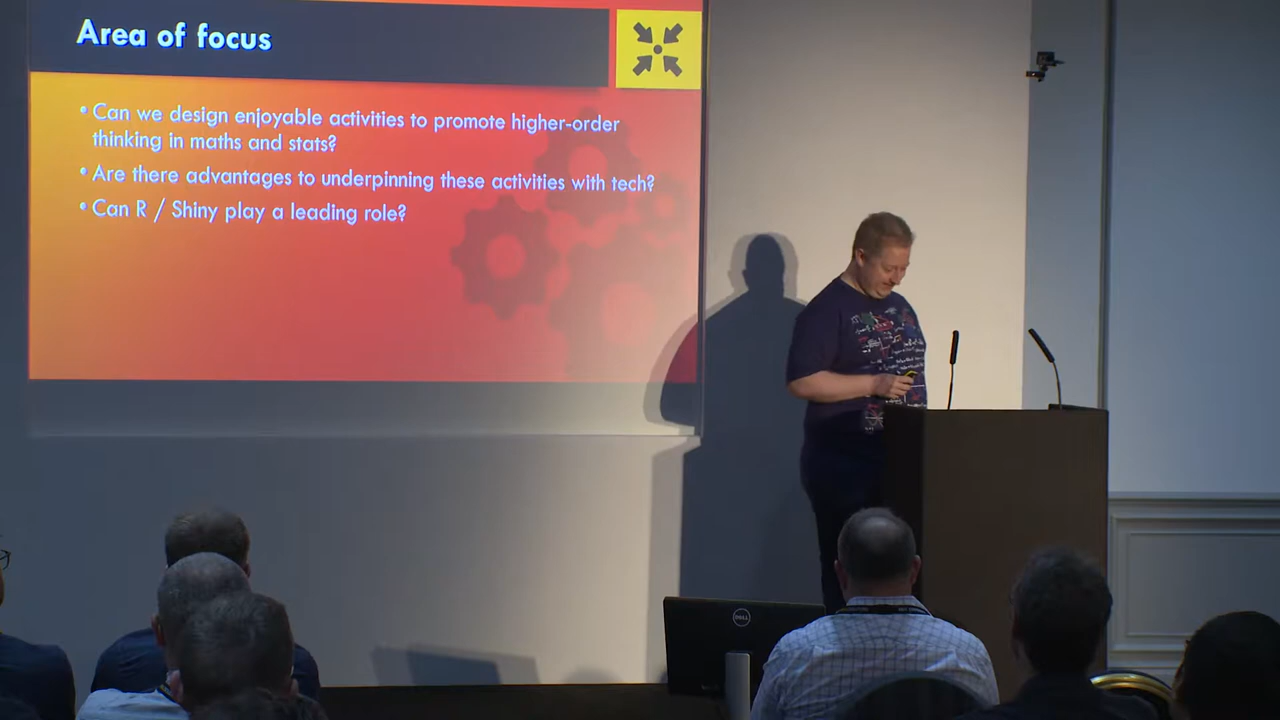 Area of focus
• Can we design enjoyable activities to promote higher-order
thinking in maths and stats?
• Are there advantages to underpinning these activities with tech?
• Can R / Shiny play a leading role?
DELL